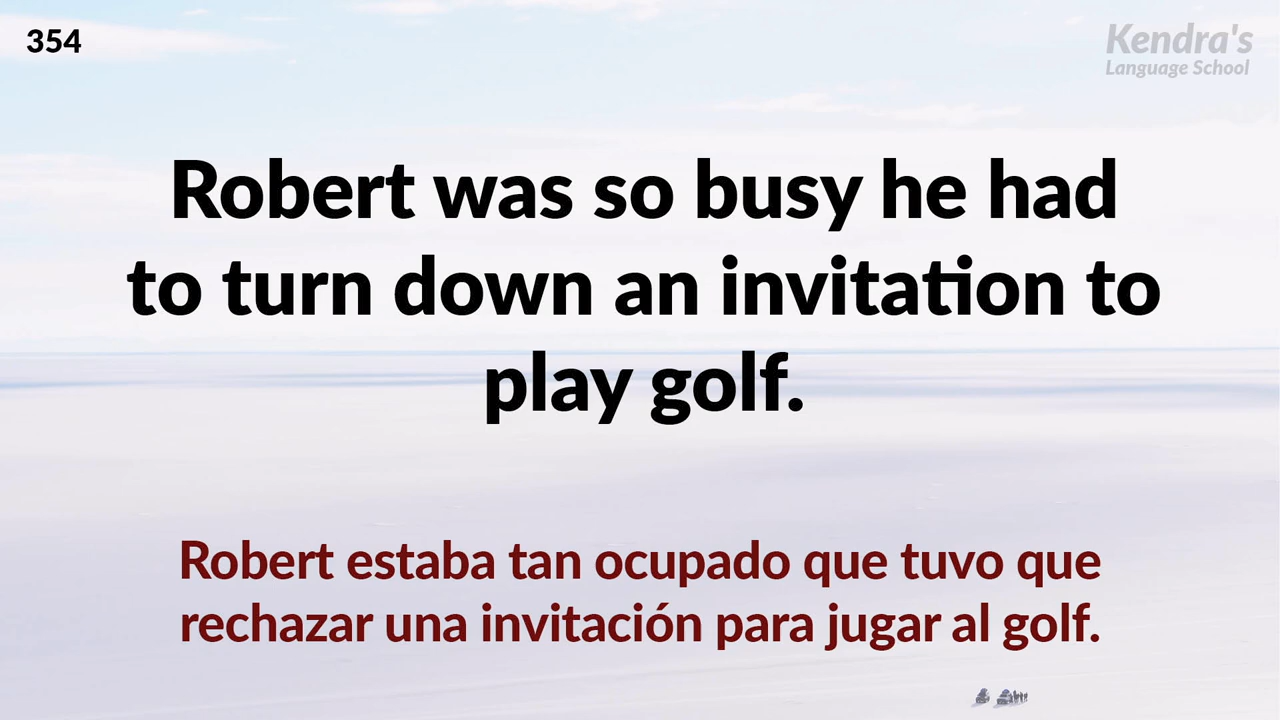 354
Kendra's
Language School
Robert was so busy he had
to turn down an invitation to
play golf.
Robert estaba tan ocupado que tuvo que
rechazar una invitación para jugar al golf.